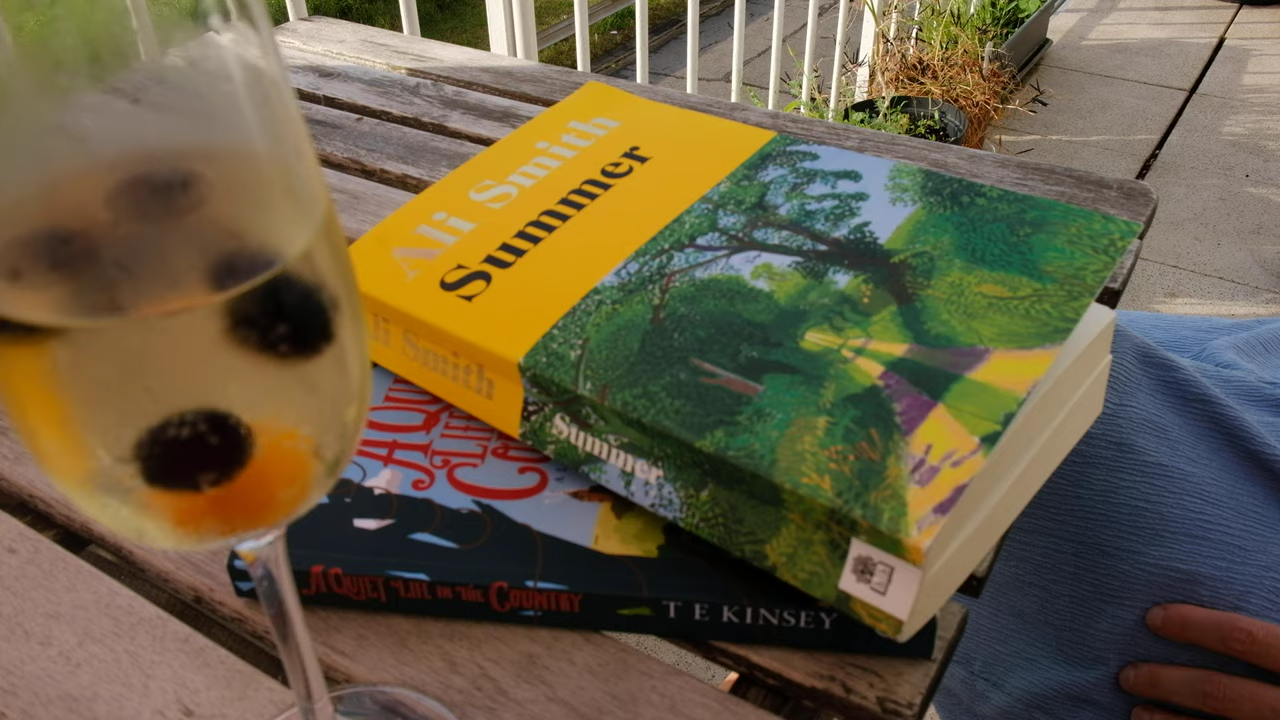 Ali Smith
Summer
Ali Smith
Summer
A QUIET LIFE IN THE COUNTRY
T E KINSEY